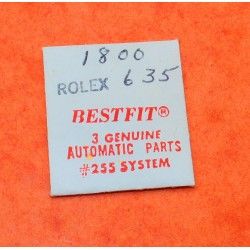 1800
ROLEX 635
BESTFIT®
3 GENUINE
AUTOMATIC PARTS
#255 SYSTEM